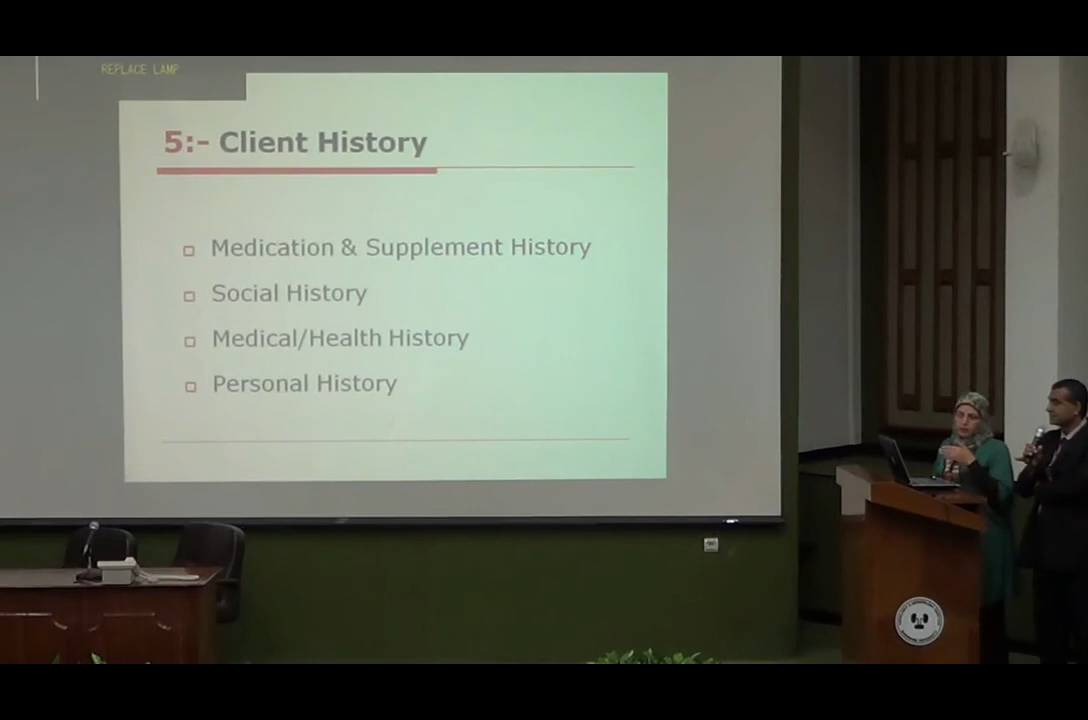 REPLACE LAMP
5:- Client History
Medication & Supplement History
Social History
Medical/Health History
Personal History